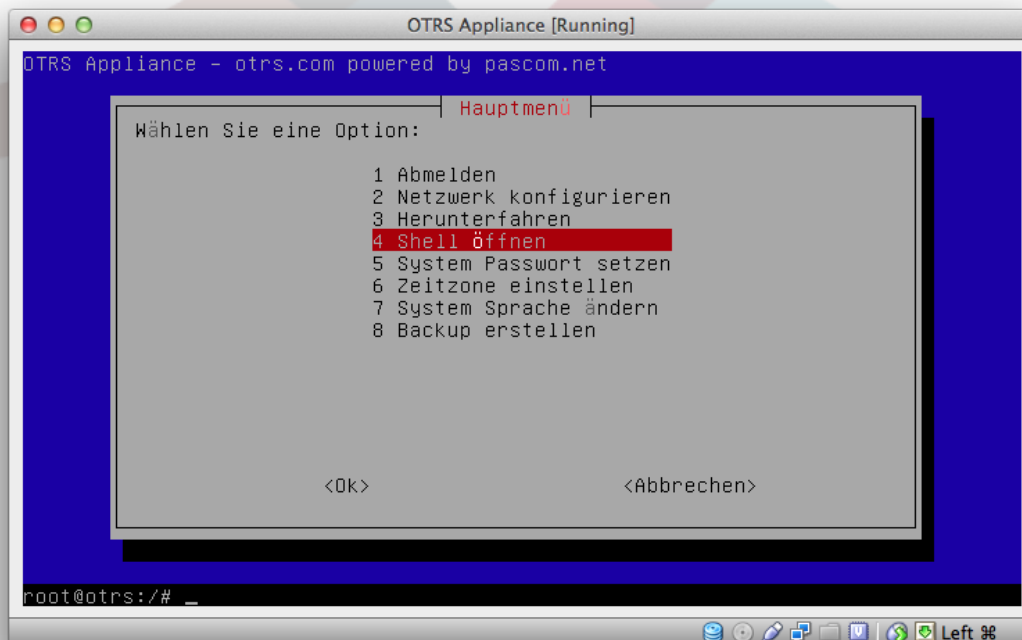 OTRS Appliance [Running]
OTRS Appliance – otrs.com powered by pascom.net
Hauptmenü
Wählen Sie eine Option:
1 Abmelden
2 Netzwerk konfigurieren
3 Herunterfahren
4 Shell öffnen
5 System Passwort setzen
6 Zeitzone einstellen
7 System Sprache ändern
8 Backup erstellen
<Ok> <Abbrechen>
root@otrs:/# _
Left ⌘